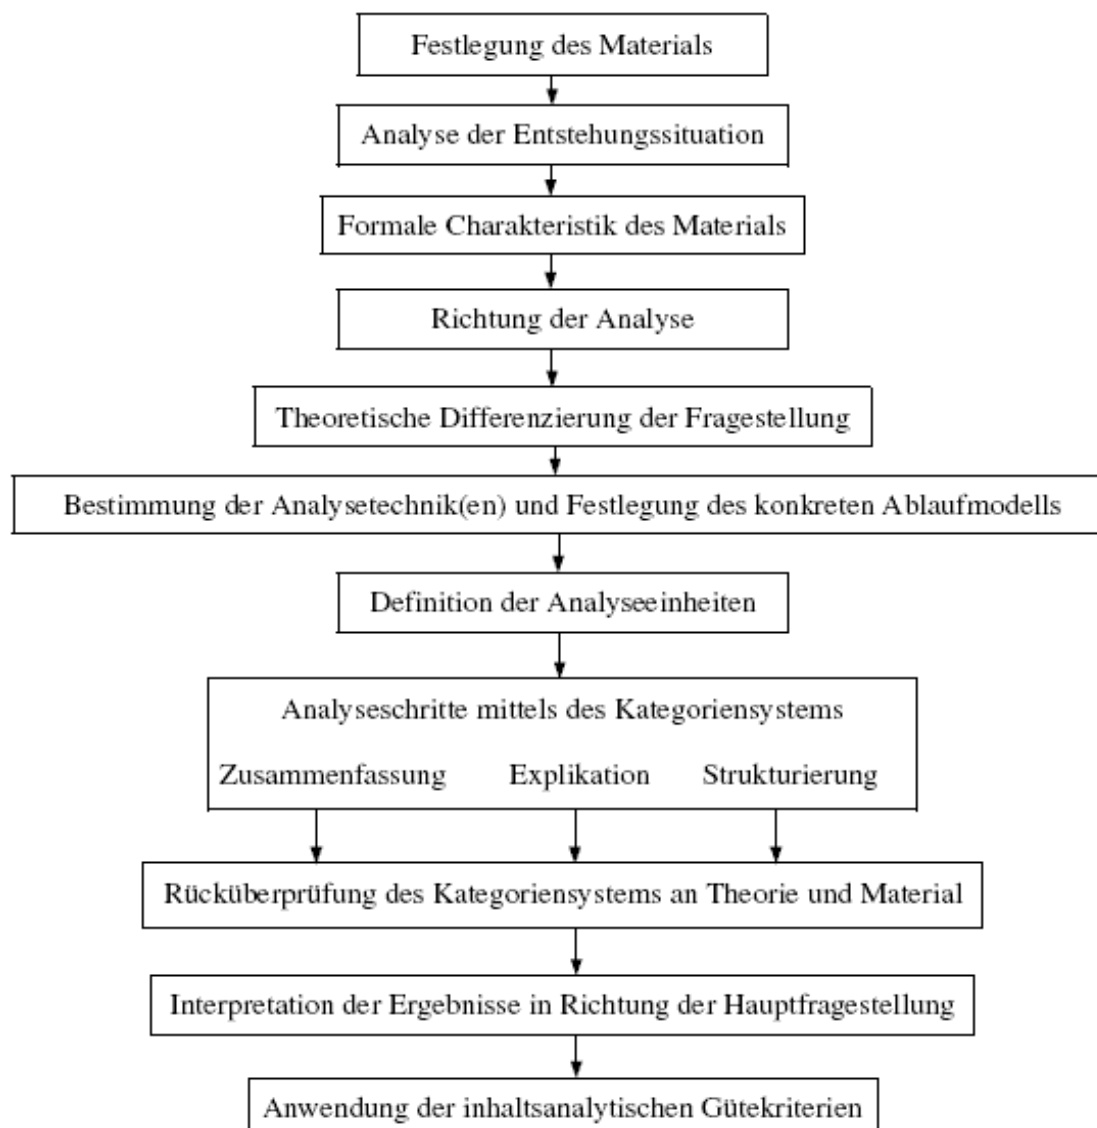 Festlegung des Materials
Analyse der Entstehungssituation
Formale Charakteristik des Materials
Richtung der Analyse
Theoretische Differenzierung der Fragestellung
Bestimmung der Analysetechnik(en) und Festlegung des konkreten Ablaufmodells
Definition der Analyseeinheiten
Analyseschritte mittels des Kategoriensystems
Zusammenfassung Explikation Strukturierung
Rücküberprüfung des Kategoriensystems an Theorie und Material
Interpretation der Ergebnisse in Richtung der Hauptfragestellung
Anwendung der inhaltsanalytischen Gütekriterien